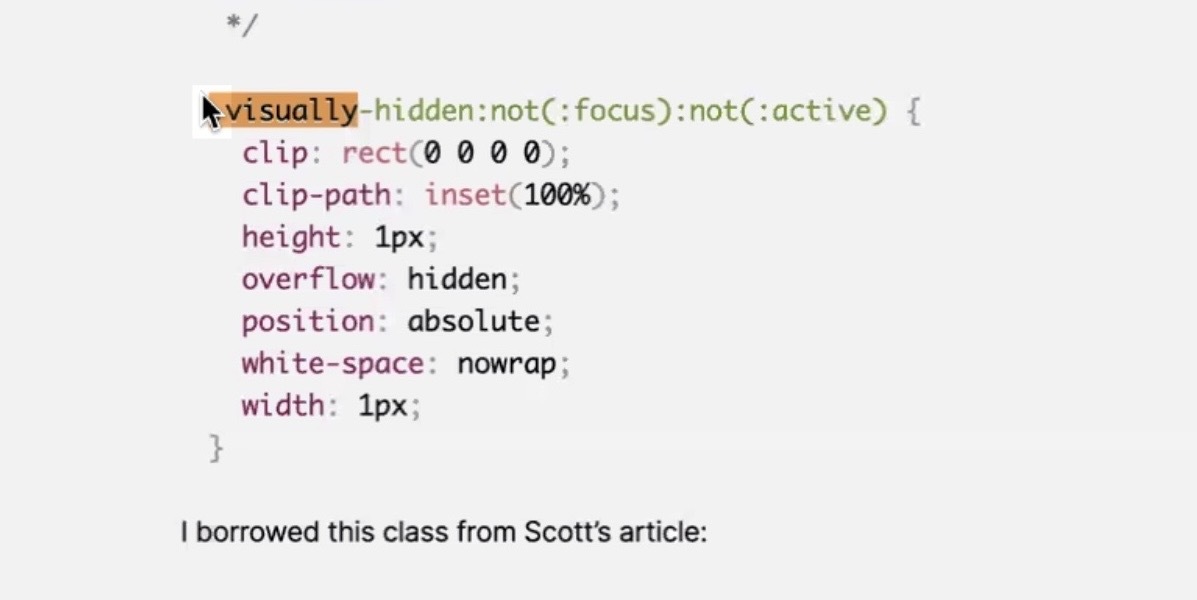 */
visually-hidden:not(:focus):not(:active) {
clip: rect(0 0 0 0);
clip-path: inset(100%);
height: 1px;
overflow: hidden;
position: absolute;
white-space: nowrap;
width: 1px;
}
I borrowed this class from Scott’s article: